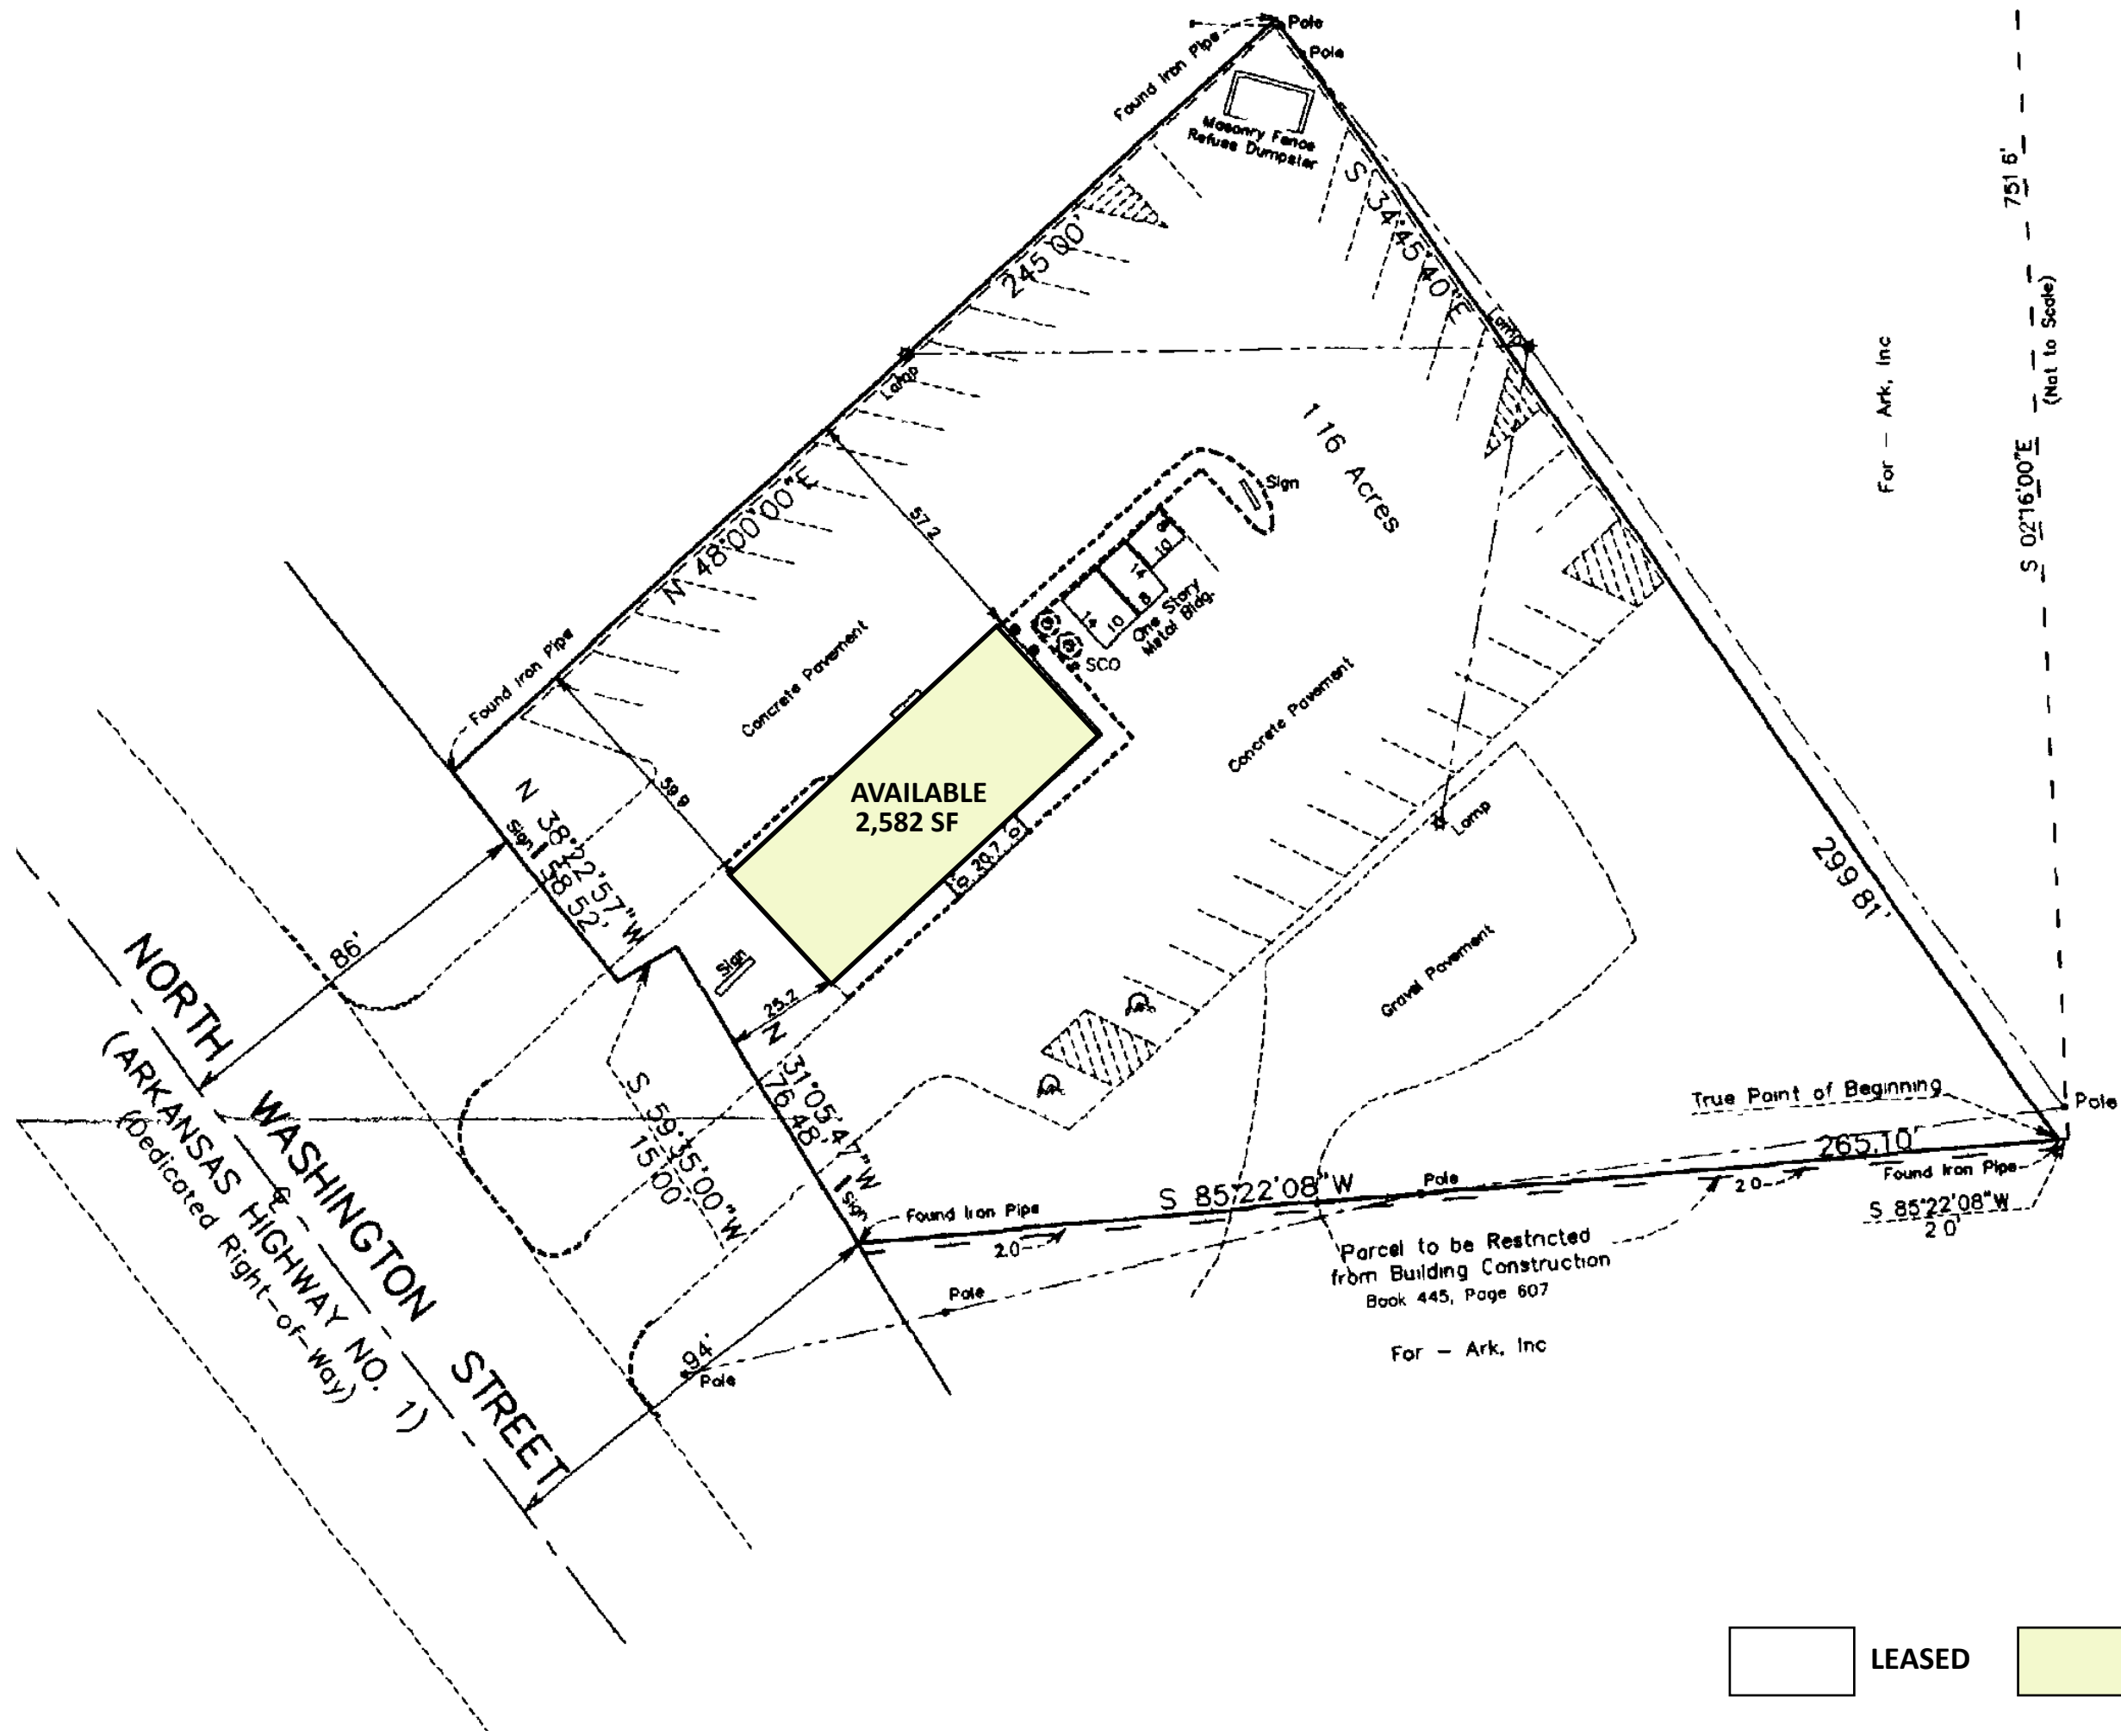 Pole
Pole
Found Iron Pipe
Masonry Fence
Refuse Dumpster
S 34°45'40"E
245 00'
751 6'
(Not to Scale)
S 02°16'00"E
For - Ark, Inc
Lamp
Lamp
1 16 Acres
Sign
57.2
N 48°00'00"E
10
14
8
14
10
One Story
Metal Bldg.
SCO
Found Iron Pipe
Concrete Pavement
Concrete Pavement
59.9
AVAILABLE
2,582 SF
N 38°22'57"W
58 52'
Sign
20.7
Lamp
299 81'
86'
Sign
25.2
Gravel Pavement
N 31°05'47"W
76 48'
S 59°35'00"W
15 00'
Sign
NORTH WASHINGTON STREET
(ARKANSAS HIGHWAY NO. 1)
(Dedicated Right-of-Way)
True Point of Beginning
Pole
265.10'
Found Iron Pipe
S 85°22'08"W
2 0'
S 85°22'08"W
Pole
2 0
Found Iron Pipe
2.0
Parcel to be Restricted
from Building Construction
Book 445, Page 607
Pole
For - Ark, Inc
94'
Pole
LEASED